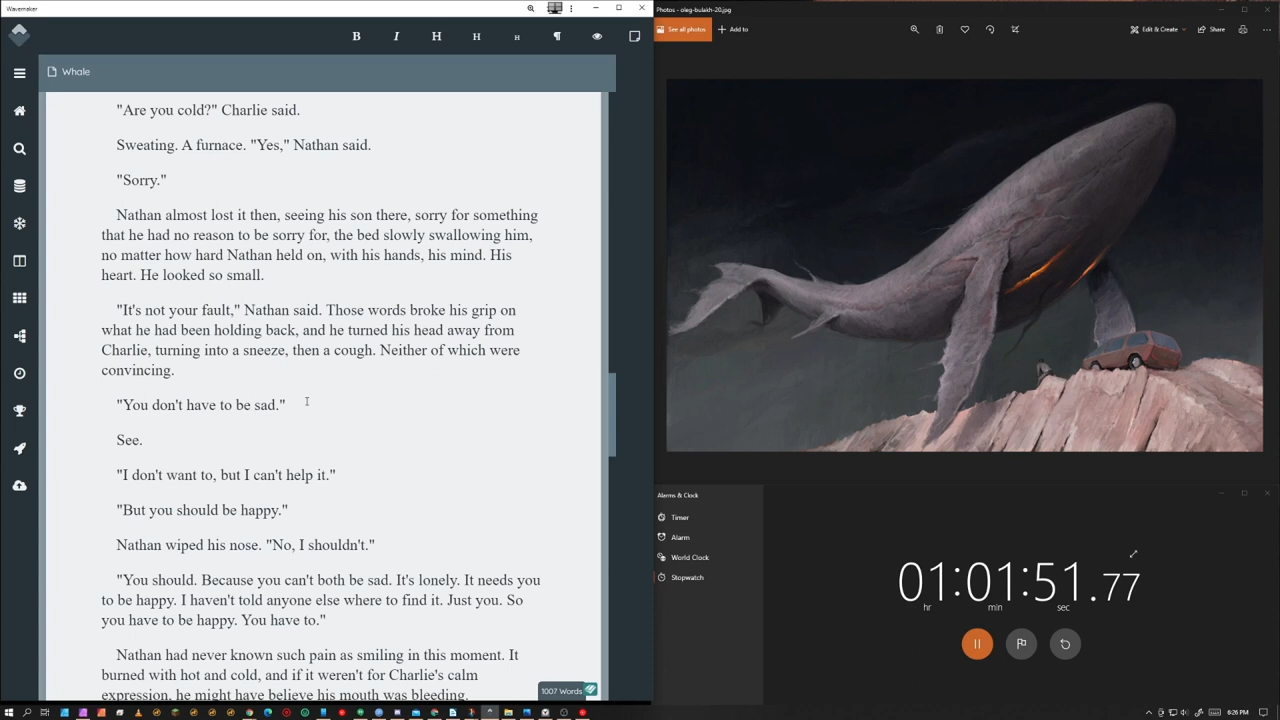 Wavemaker
B I H H H ¶
Whale
"Are you cold?" Charlie said.
Sweating. A furnace. "Yes," Nathan said.
"Sorry."
Nathan almost lost it then, seeing his son there, sorry for something
that he had no reason to be sorry for, the bed slowly swallowing him,
no matter how hard Nathan held on, with his hands, his mind. His
heart. He looked so small.
"It's not your fault," Nathan said. Those words broke his grip on
what he had been holding back, and he turned his head away from
Charlie, turning into a sneeze, then a cough. Neither of which were
convincing.
"You don't have to be sad."
See.
"I don't want to, but I can't help it."
"But you should be happy."
Nathan wiped his nose. "No, I shouldn't."
"You should. Because you can't both be sad. It's lonely. It needs you
to be happy. I haven't told anyone else where to find it. Just you. So
you have to be happy. You have to."
Nathan had never known such pain as smiling in this moment. It
burned with hot and cold, and if it weren't for Charlie's calm
expression, he might have believe his mouth was bleeding.
1007 Words
Photos - oleg-bulakh-20.jpg
See all photos
Add to
Edit & Create
Share
Alarms & Clock
Timer
Alarm
World Clock
Stopwatch
01:01:51.77
hr min sec
6:26 PM